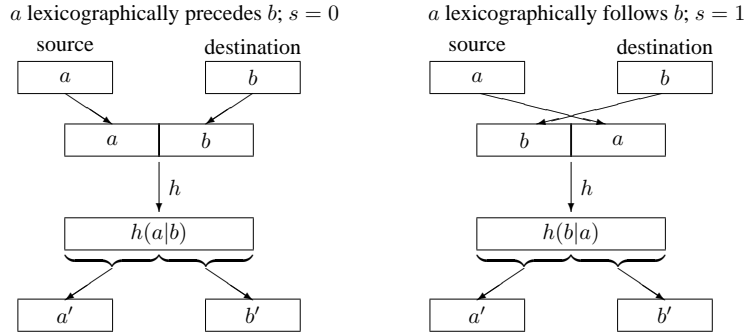 a lexicographically precedes b; s = 0
a lexicographically follows b; s = 1
source destination
source destination
a b
a b
a b
b a
h
h
h(a|b)
h(b|a)
a′ b′
a′ b′